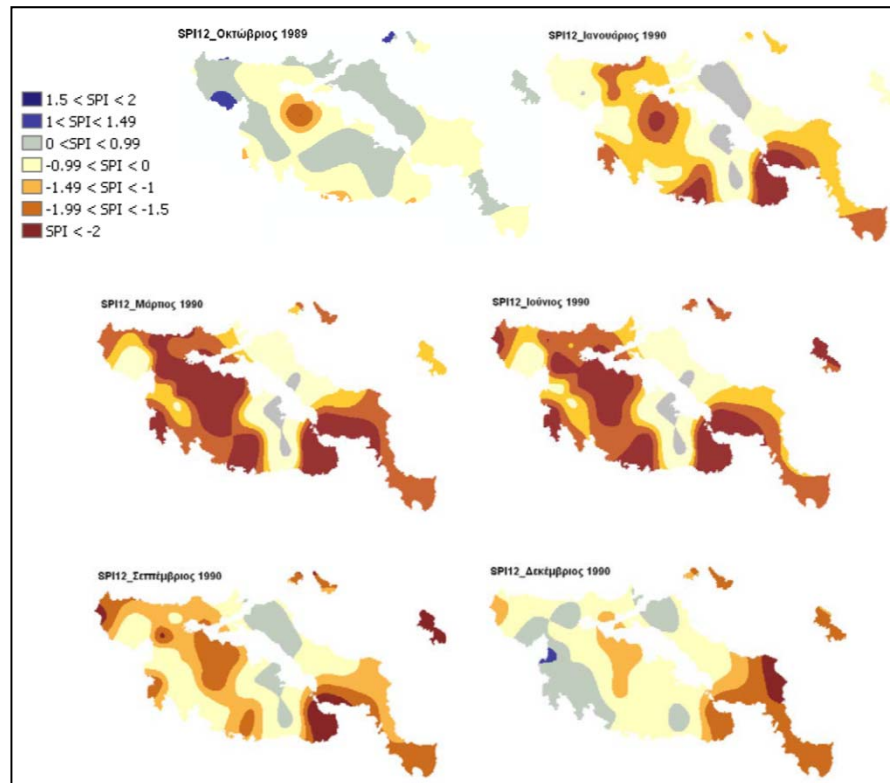 SPI12_Οκτώβριος 1989
SPI12_Ιανουάριος 1990
1.5 < SPI < 2
1< SPI< 1.49
0 <SPI < 0.99
-0.99 < SPI < 0
-1.49 < SPI < -1
-1.99 < SPI < -1.5
SPI < -2
SPI12_Μάρτιος 1990
SPI12_Ιούνιος 1990
SPI12_Σεπτέμβριος 1990
SPI12_Δεκέμβριος 1990